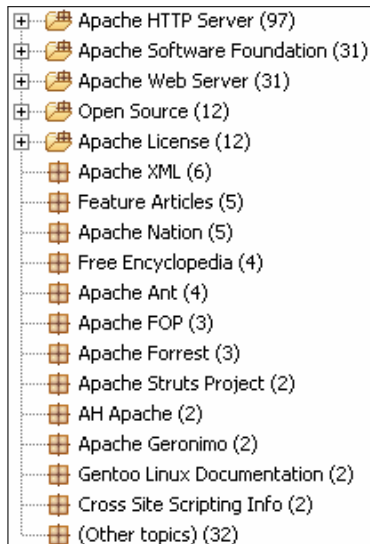 Apache HTTP Server (97)
Apache Software Foundation (31)
Apache Web Server (31)
Open Source (12)
Apache License (12)
Apache XML (6)
Feature Articles (5)
Apache Nation (5)
Free Encyclopedia (4)
Apache Ant (4)
Apache FOP (3)
Apache Forrest (3)
Apache Struts Project (2)
AH Apache (2)
Apache Geronimo (2)
Gentoo Linux Documentation (2)
Cross Site Scripting Info (2)
(Other topics) (32)